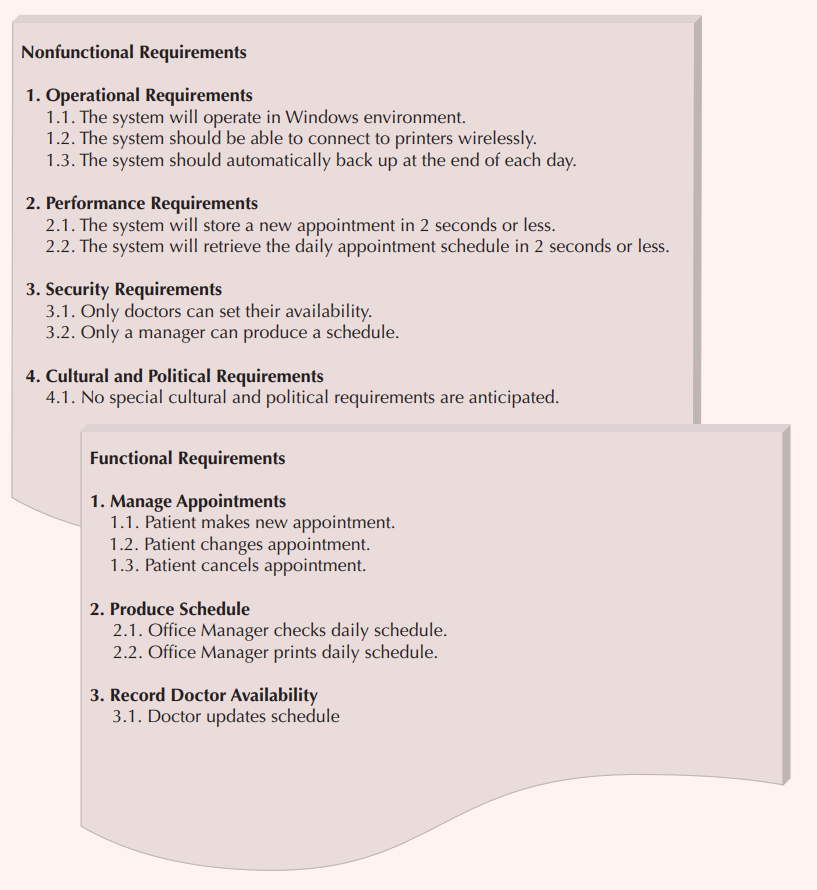 Nonfunctional Requirements
1. Operational Requirements
1.1. The system will operate in Windows environment.
1.2. The system should be able to connect to printers wirelessly.
1.3. The system should automatically back up at the end of each day.
2. Performance Requirements
2.1. The system will store a new appointment in 2 seconds or less.
2.2. The system will retrieve the daily appointment schedule in 2 seconds or less.
3. Security Requirements
3.1. Only doctors can set their availability.
3.2. Only a manager can produce a schedule.
4. Cultural and Political Requirements
4.1. No special cultural and political requirements are anticipated.
Functional Requirements
1. Manage Appointments
1.1. Patient makes new appointment.
1.2. Patient changes appointment.
1.3. Patient cancels appointment.
2. Produce Schedule
2.1. Office Manager checks daily schedule.
2.2. Office Manager prints daily schedule.
3. Record Doctor Availability
3.1. Doctor updates schedule